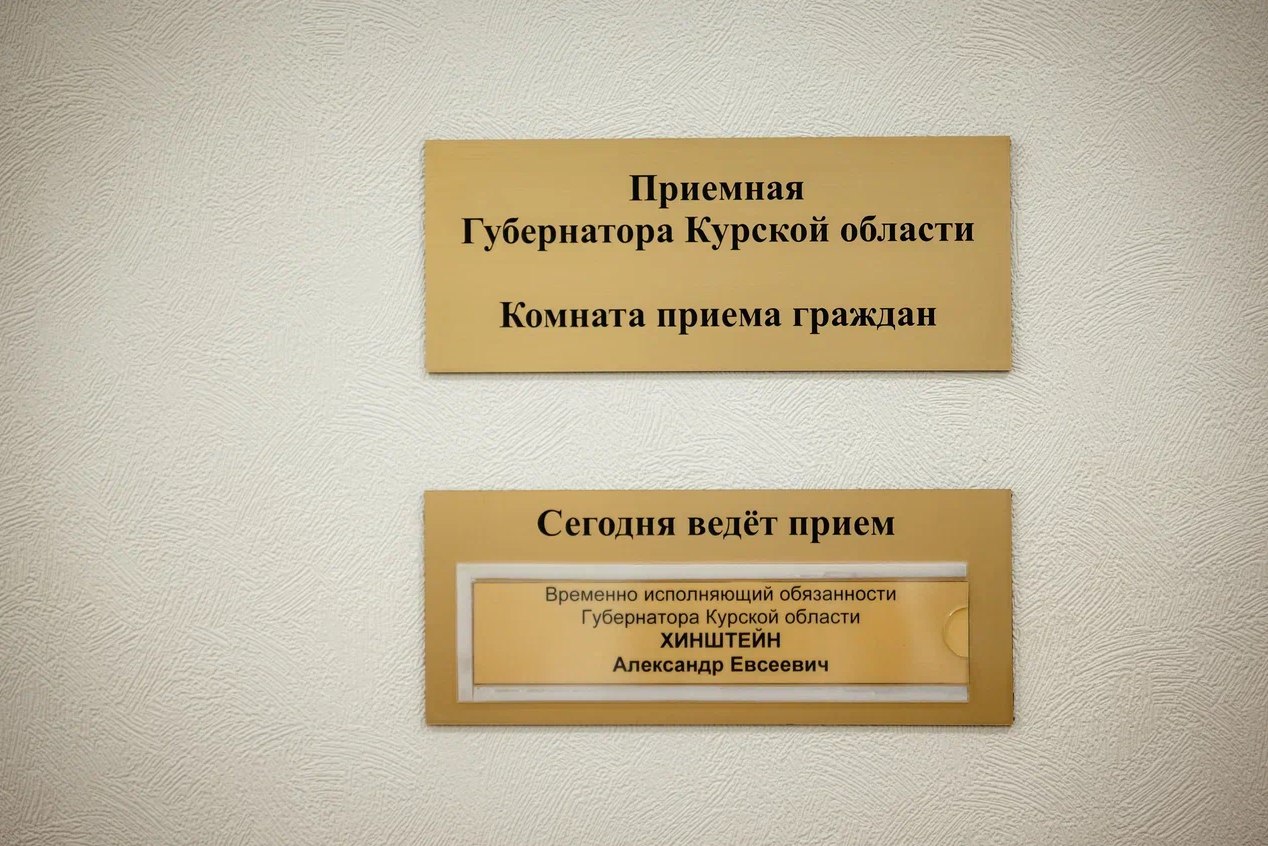 Приемная
Губернатора Курской области
Комната приема граждан
Сегодня ведёт прием
Временно исполняющий обязанности
Губернатора Курской области
ХИНШТЕЙН
Александр Евсеевич